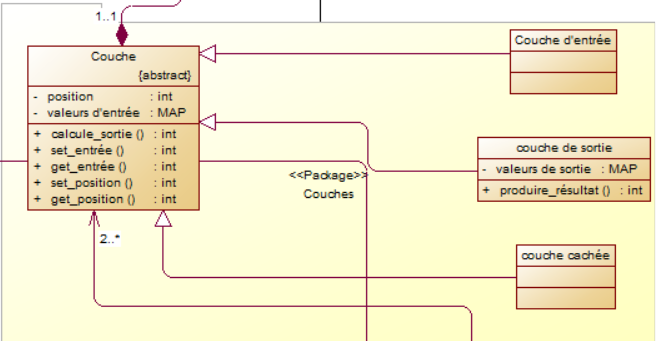 1..1
Couche
{abstract}
- position : int
- valeurs d'entrée : MAP
+ calcule_sortie () : int
+ set_entrée () : int
+ get_entrée () : int
+ set_position () : int
+ get_position () : int
2..*
<<Package>>
Couches
Couche d'entrée
couche de sortie
- valeurs de sortie : MAP
+ produire_résultat () : int
couche cachée